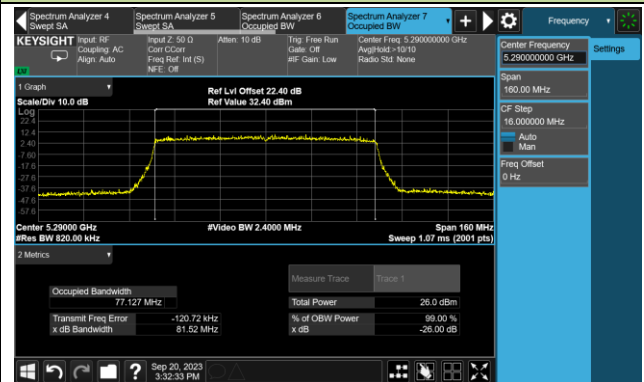 Spectrum Analyzer 4
Swept SA
Spectrum Analyzer 5
Swept SA
Spectrum Analyzer 6
Occupied BW
Spectrum Analyzer 7
Occupied BW
Frequency
KEYSIGHT
Input: RF
Coupling: AC
Align: Auto
Input Z: 50 Ω
Corr CCorr
Freq Ref: Int (S)
NFE: Off
Atten: 10 dB
Trig: Free Run
Gate: Off
#IF Gain: Low
Center Freq: 5.290000000 GHz
Avg|Hold:>10/10
Radio Std: None
Center Frequency
5.290000000 GHz
Settings
Span
160.00 MHz
CF Step
16.000000 MHz
Auto
Man
Freq Offset
0 Hz
1 Graph
Scale/Div 10.0 dB
Ref Lvl Offset 22.40 dB
Ref Value 32.40 dBm
Log
22.4
12.4
2.40
-7.60
-17.6
-27.6
-37.6
-47.6
-57.6
Center 5.29000 GHz
#Res BW 820.00 kHz
#Video BW 2.4000 MHz
Span 160 MHz
Sweep 1.07 ms (2001 pts)
2 Metrics
Measure Trace
Trace 1
Occupied Bandwidth
77.127 MHz
Total Power
26.0 dBm
Transmit Freq Error
-120.72 kHz
% of OBW Power
99.00 %
x dB Bandwidth
81.52 MHz
x dB
-26.00 dB
Sep 20, 2023
3:32:33 PM